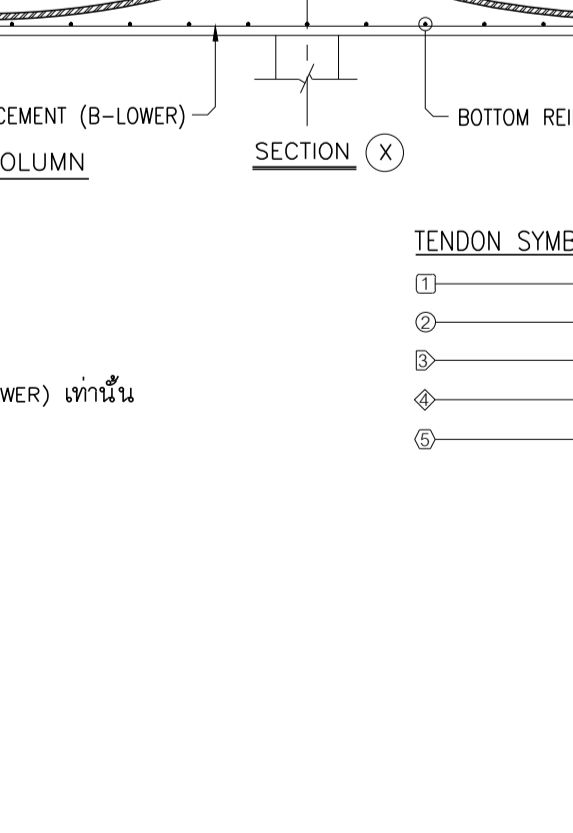 CEMENT (B-LOWER)
BOTTOM REI
OLUMN
SECTION X
TENDON SYMB
1
2
3
4
5
WER) เท่านั้น